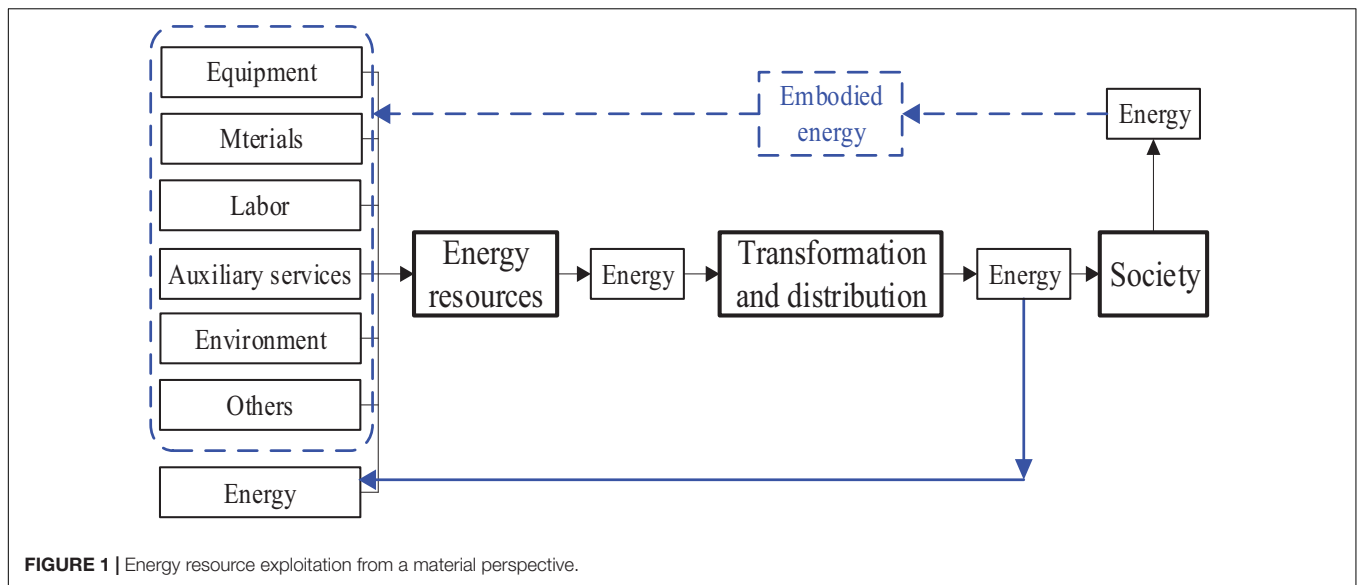 Equipment
Mterials
Labor
Auxiliary services
Environment
Others
Energy
Energy
resources
Energy
Transformation
and distribution
Energy
Society
Energy
Embodied
energy
FIGURE 1 | Energy resource exploitation from a material perspective.